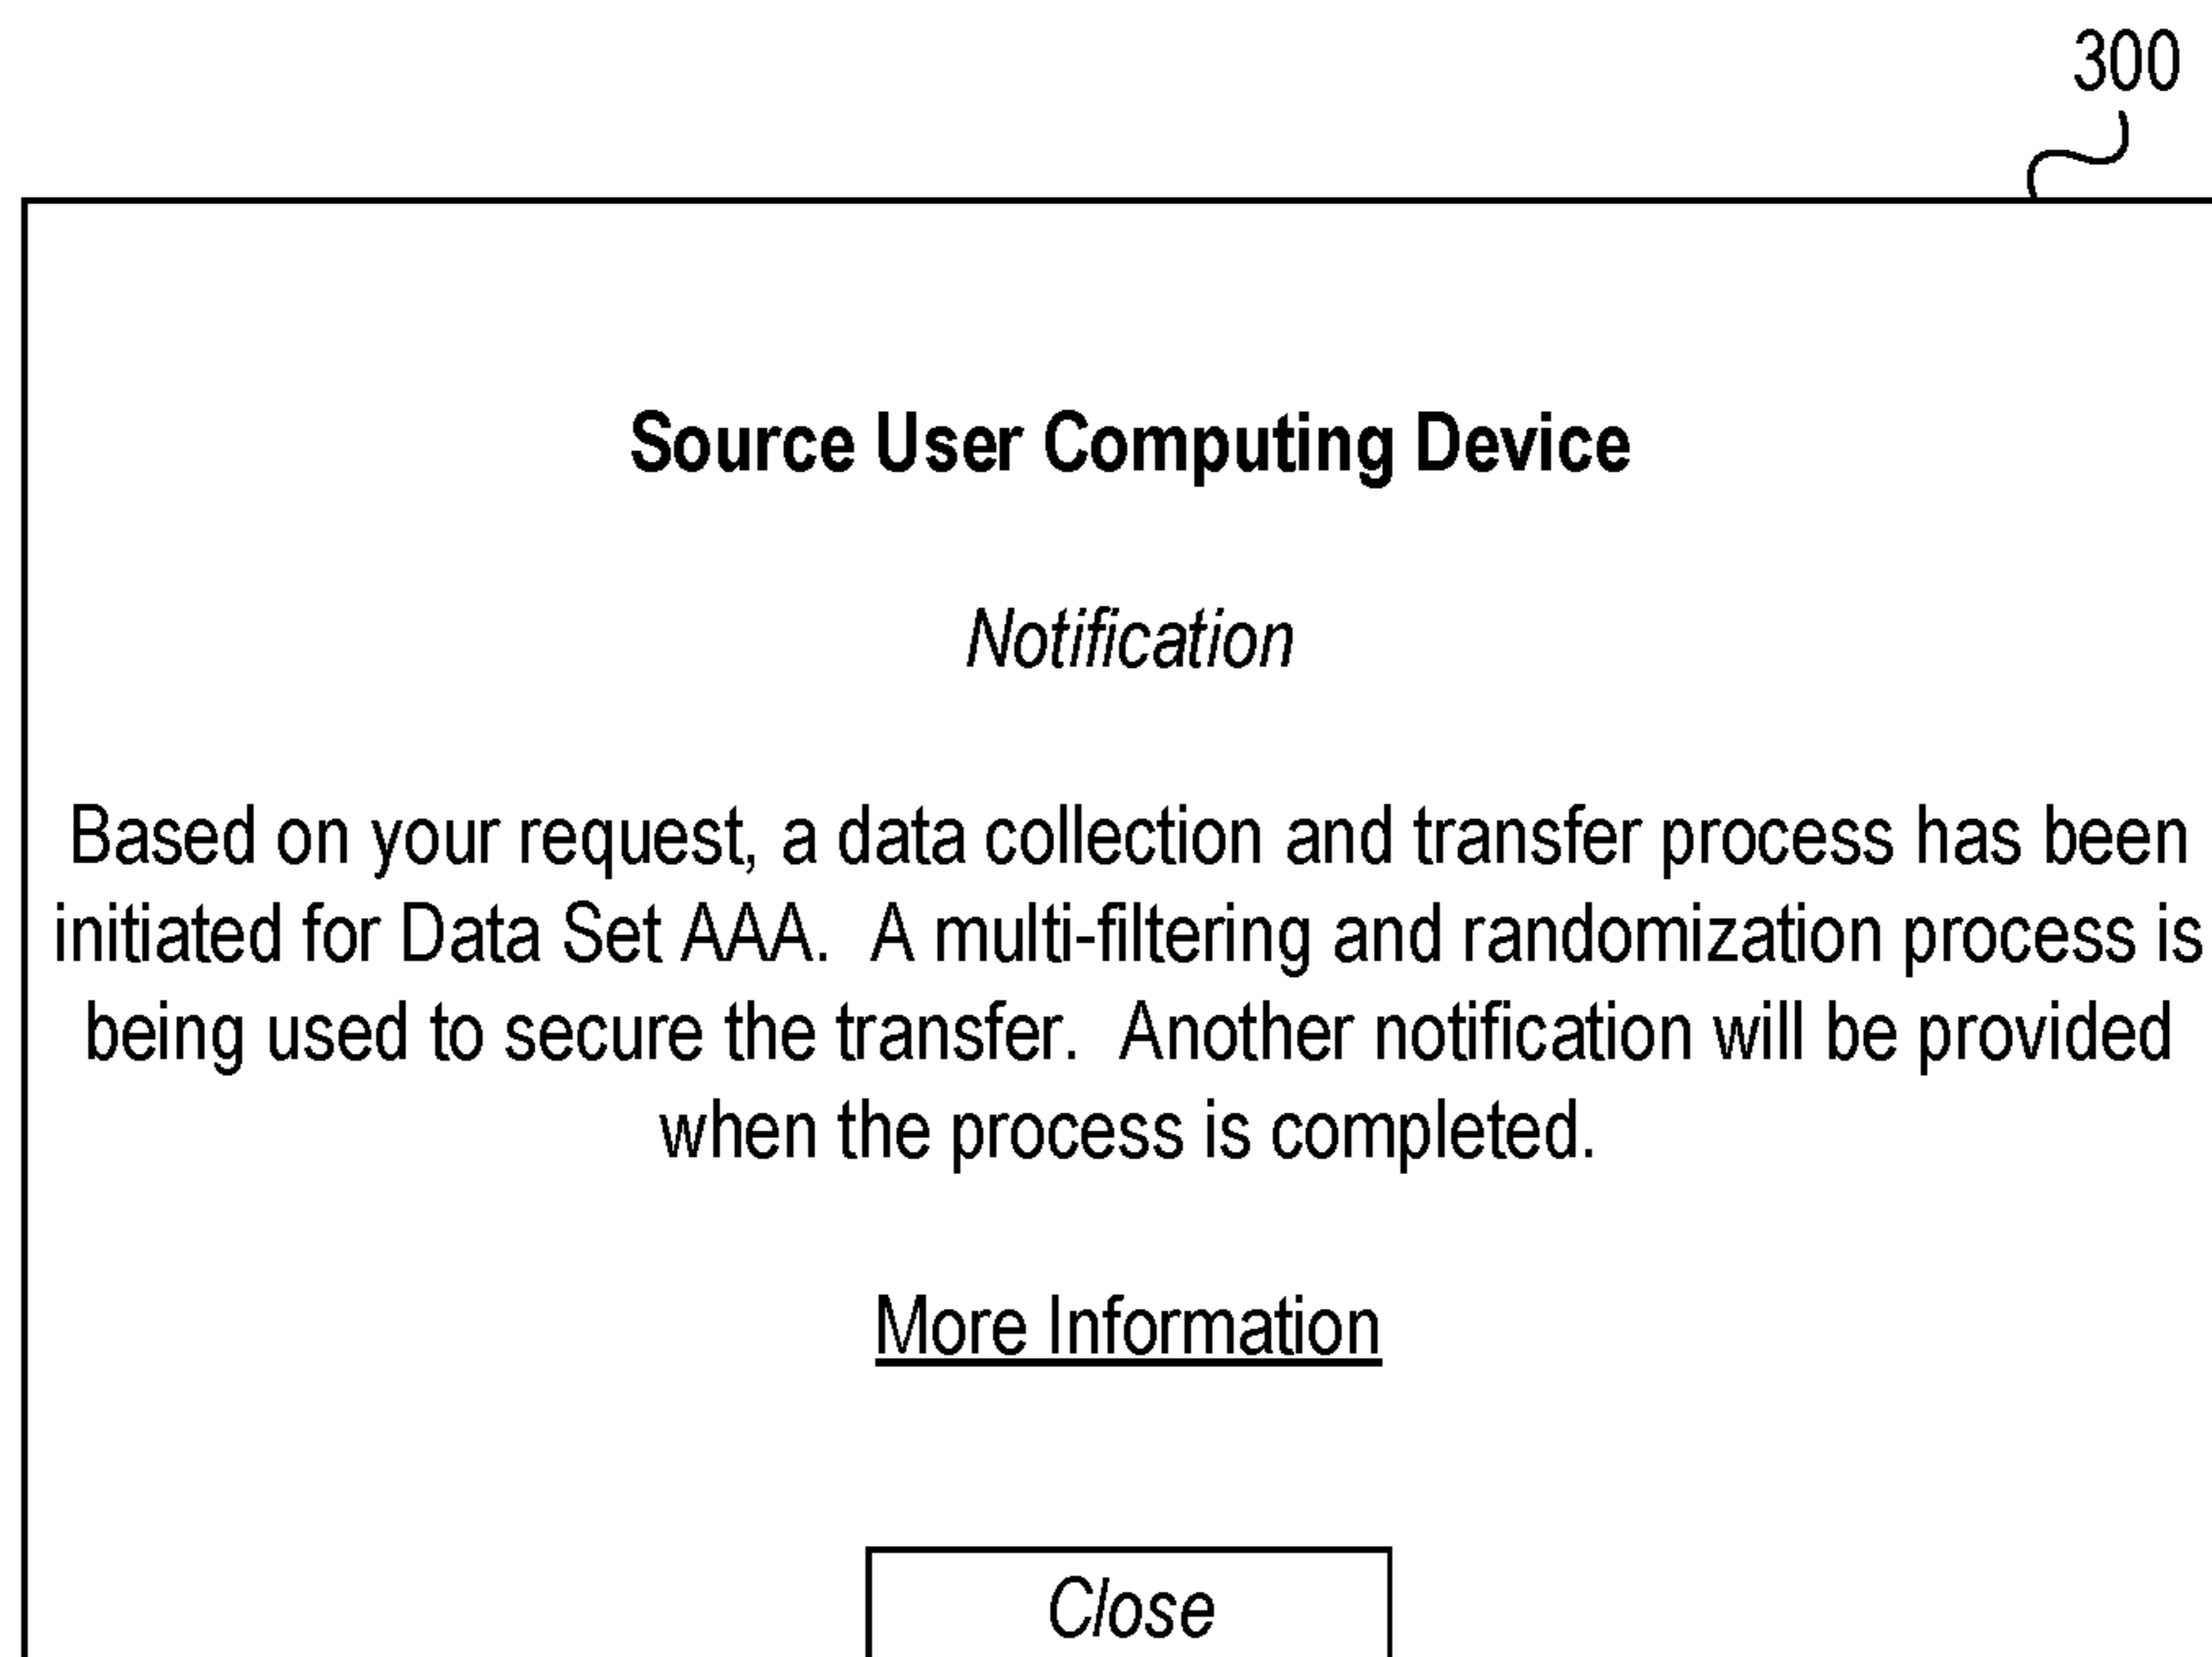 300
Source User Computing Device
Notification
Based on your request, a data collection and transfer process has been
initiated for Data Set AAA.  A multi-filtering and randomization process is
being used to secure the transfer.  Another notification will be provided
when the process is completed.
More Information
Close